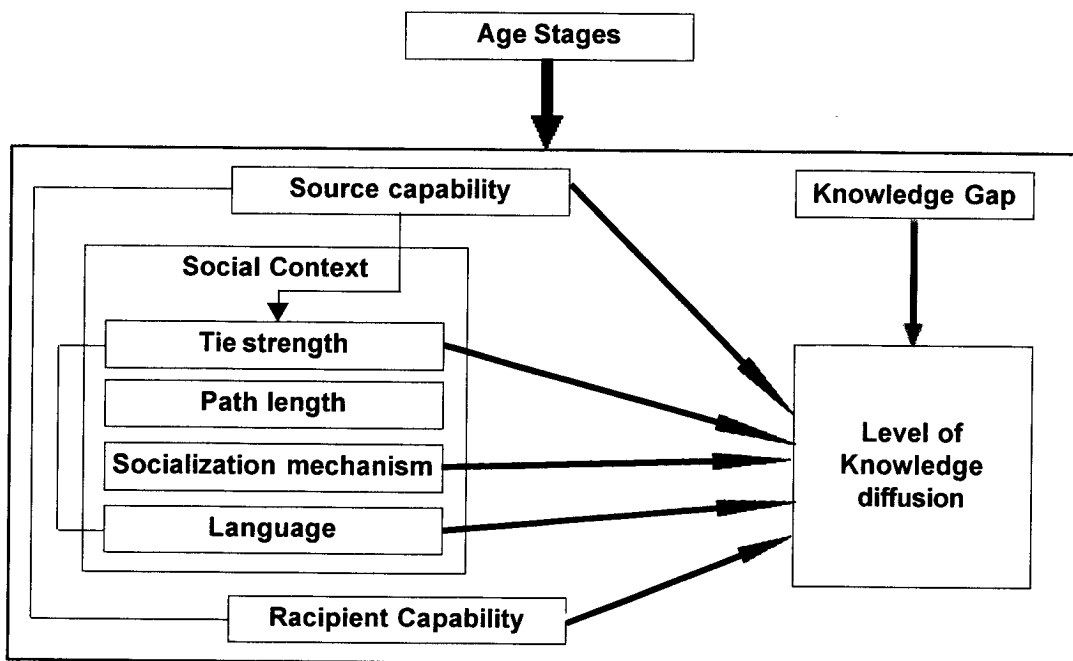 Age Stages
Source capability
Knowledge Gap
Social Context
Tie strength
Path length
Socialization mechanism
Language
Level of
Knowledge
diffusion
Racipient Capability